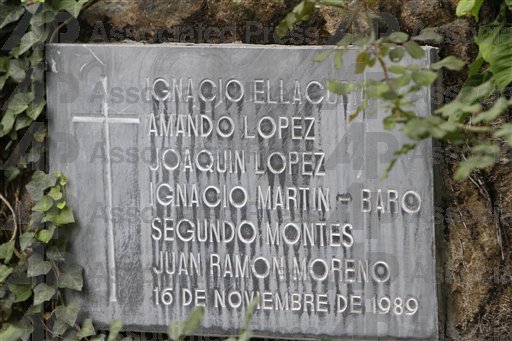 IGNACIO ELLACURIA
AMANDO LOPEZ
JOAQUIN LOPEZ
IGNACIO MARTIN - BARO
SEGUNDO MONTES
JUAN RAMON MORENO
16 DE NOVIEMBRE DE 1989